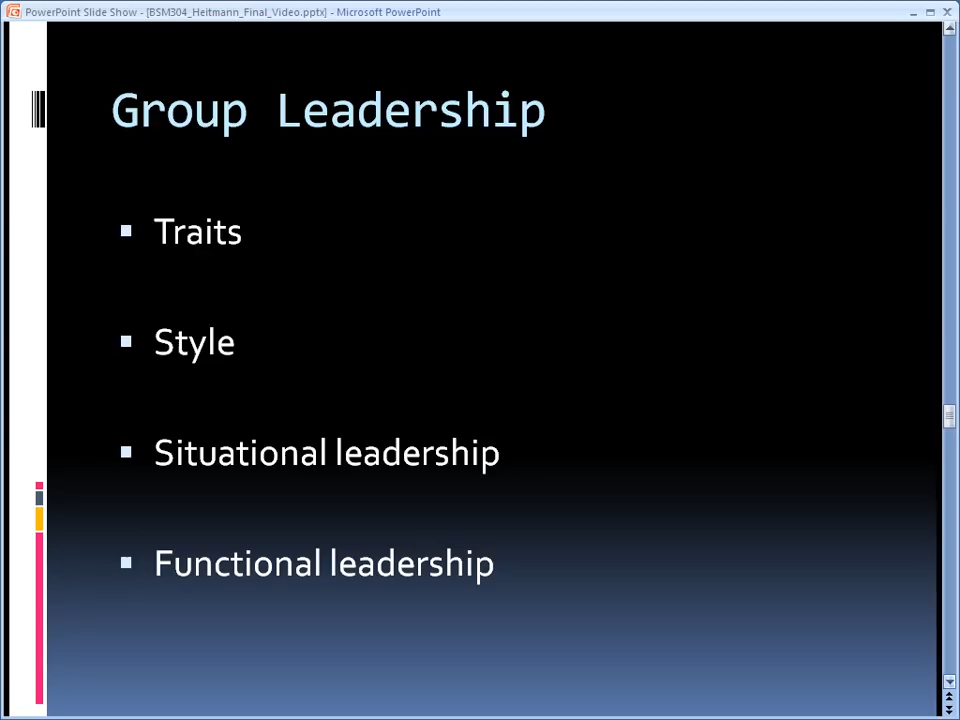 PowerPoint Slide Show - [BSM304_Heitmann_Final_Video.pptx] - Microsoft PowerPoint
Group Leadership
Traits
Style
Situational leadership
Functional leadership